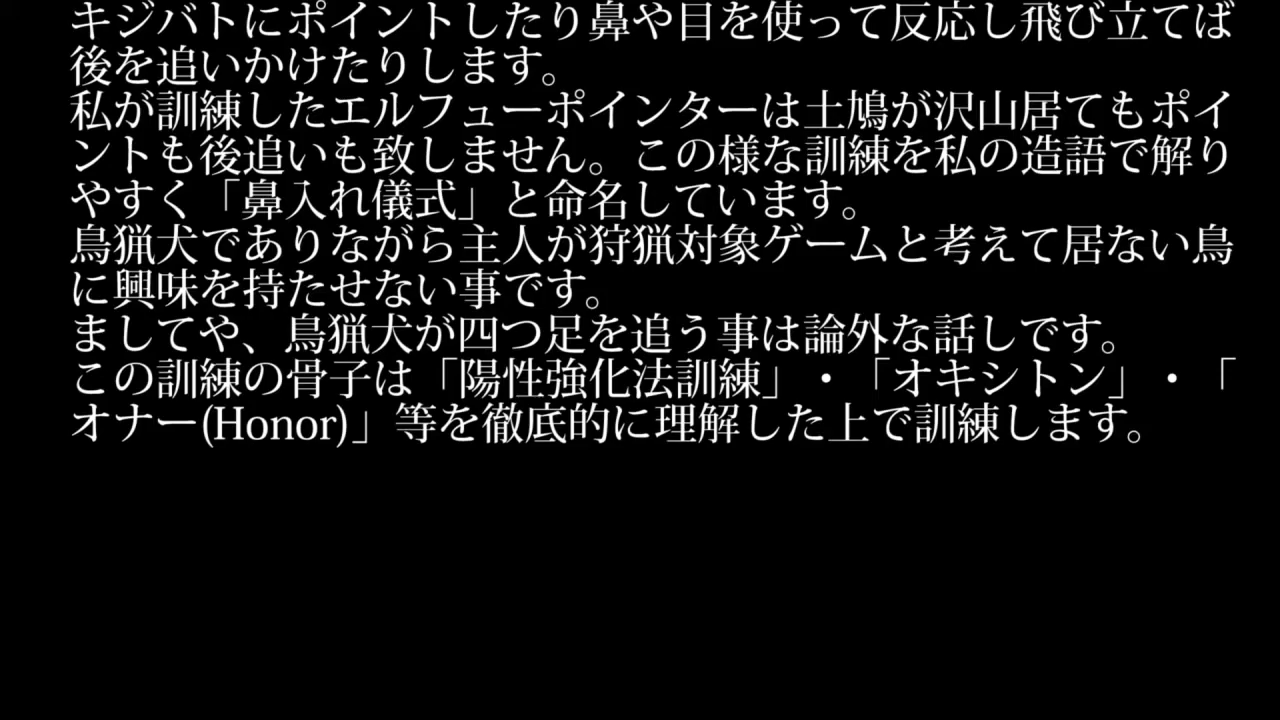 キジバトにポイントしたり鼻や目を使って反応し飛び立てば
後を追いかけたりします。
私が訓練したエルフューポインターは土鳩が沢山居てもポイ
ントも後追いも致しません。この様な訓練を私の造語で解り
やすく「鼻入れ儀式」と命名しています。
鳥猟犬でありながら主人が狩猟対象ゲームと考えて居ない鳥
に興味を持たせない事です。
ましてや、鳥猟犬が四つ足を追う事は論外な話しです。
この訓練の骨子は「陽性強化法訓練」・「オキシトン」・「
オナー(Honor)」等を徹底的に理解した上で訓練します。